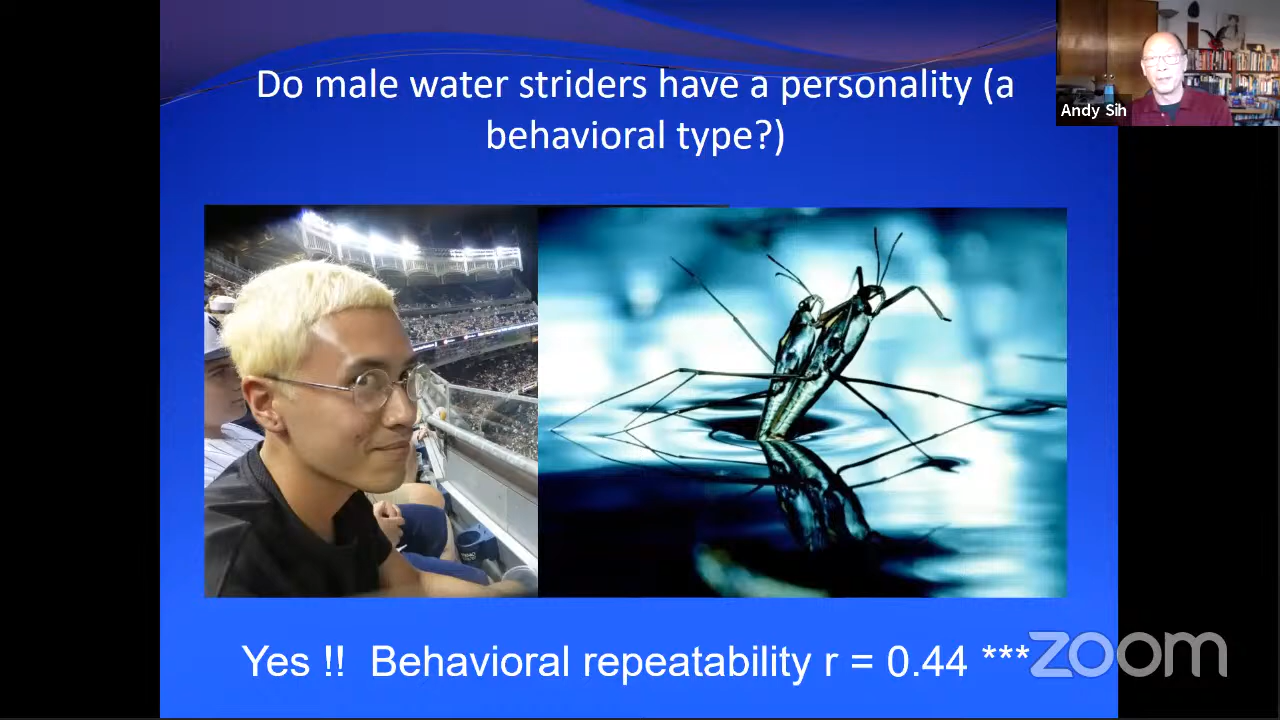 Do male water striders have a personality (a
behavioral type?)
Andy Sih
Yes !!  Behavioral repeatability r = 0.44 ***
zoom